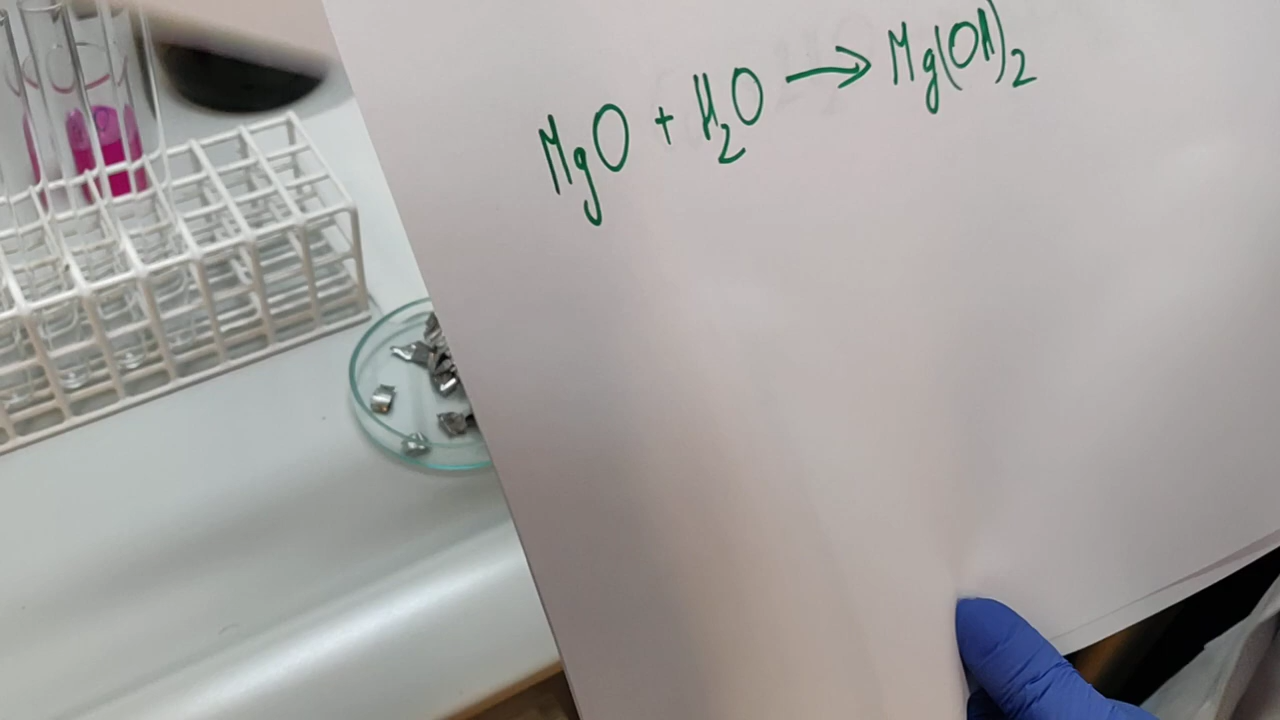 MgO + H₂O → Mg(OH)₂